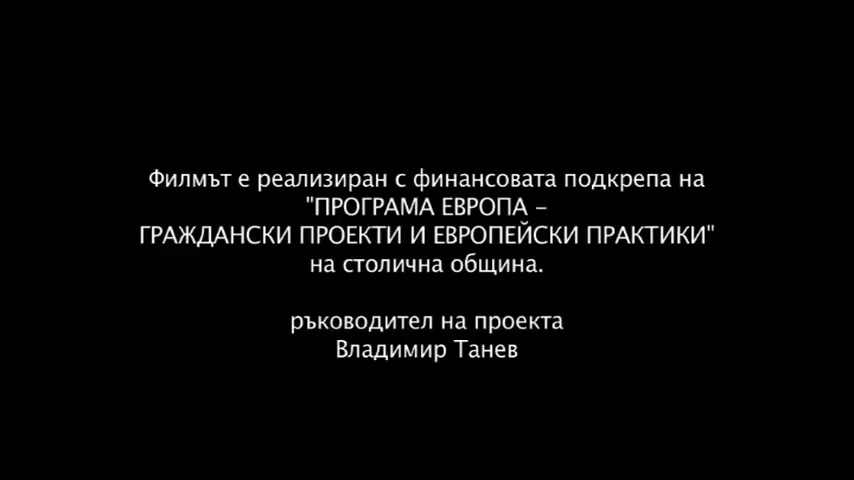 Филмът е реализиран с финансовата подкрепа на
"ПРОГРАМА ЕВРОПА –
ГРАЖДАНСКИ ПРОЕКТИ И ЕВРОПЕЙСКИ ПРАКТИКИ"
на столична община.
ръководител на проекта
Владимир Танев